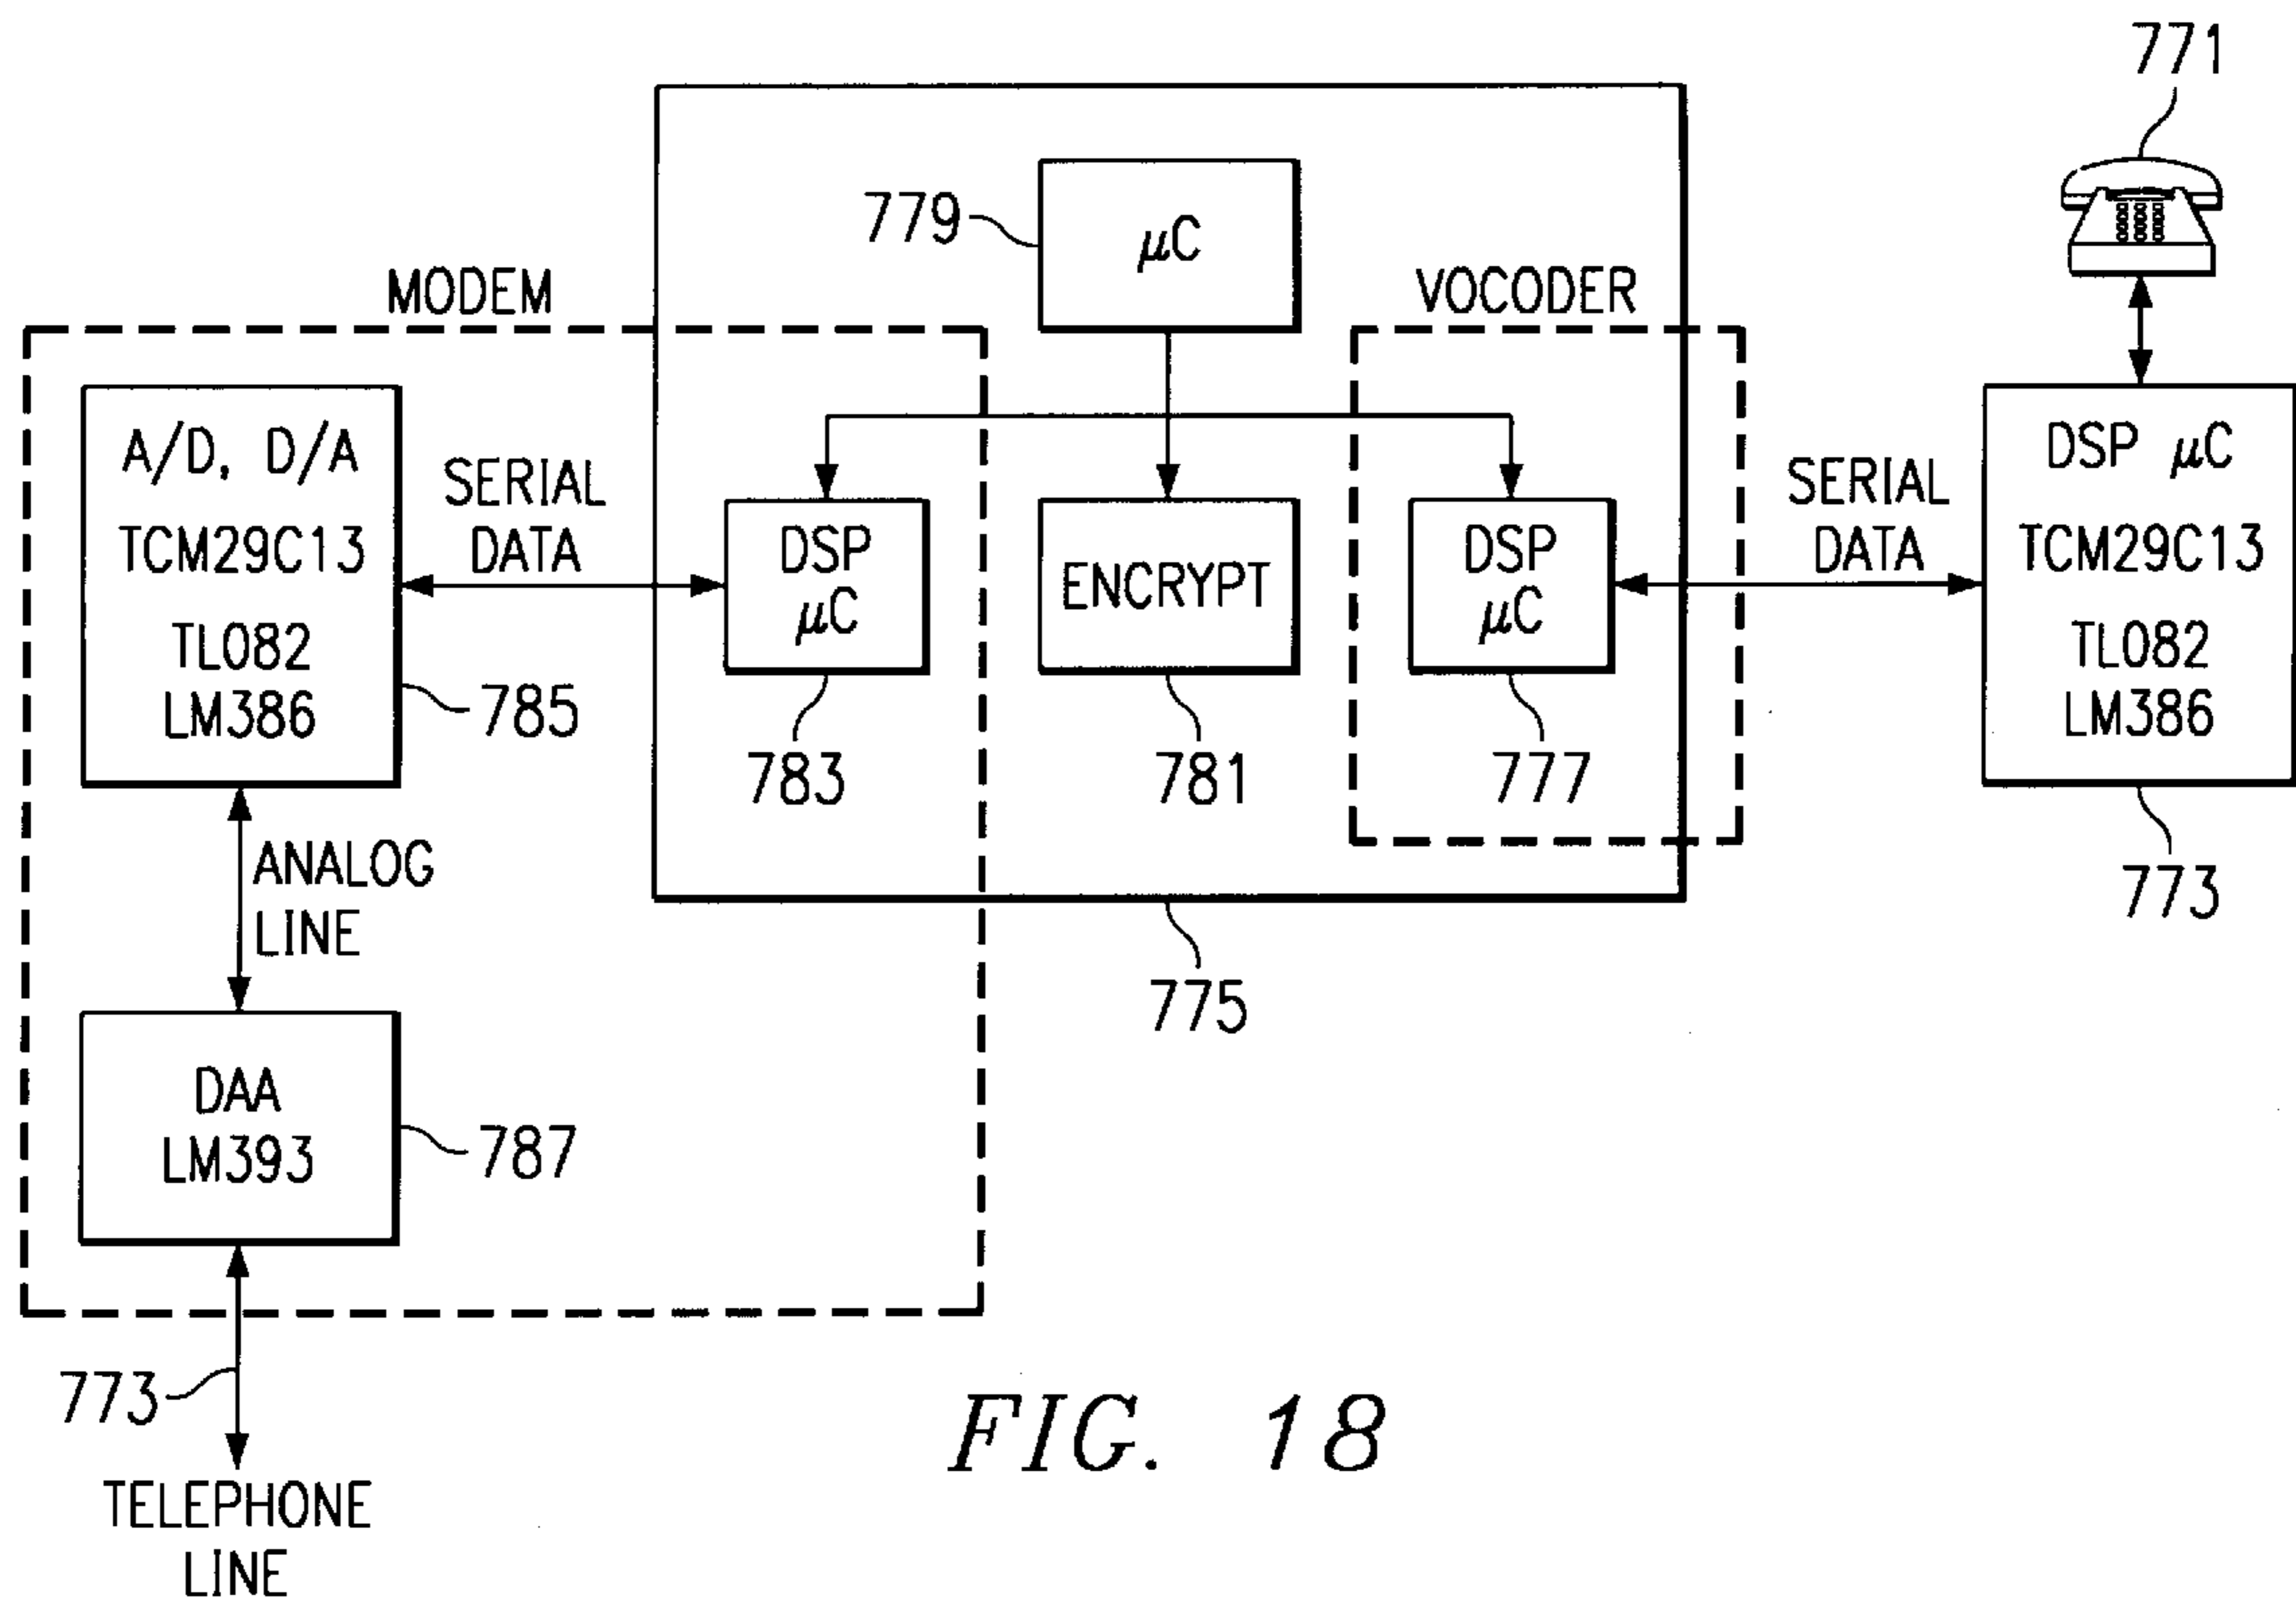 771
779
μC
MODEM
VOCODER
A/D, D/A
TCM29C13
TL082
LM386
785
SERIAL
DATA
DSP
μC
783
ENCRYPT
781
DSP
μC
777
SERIAL
DATA
DSP μC
TCM29C13
TL082
LM386
773
775
ANALOG
LINE
DAA
LM393
787
773
TELEPHONE
LINE
FIG. 18